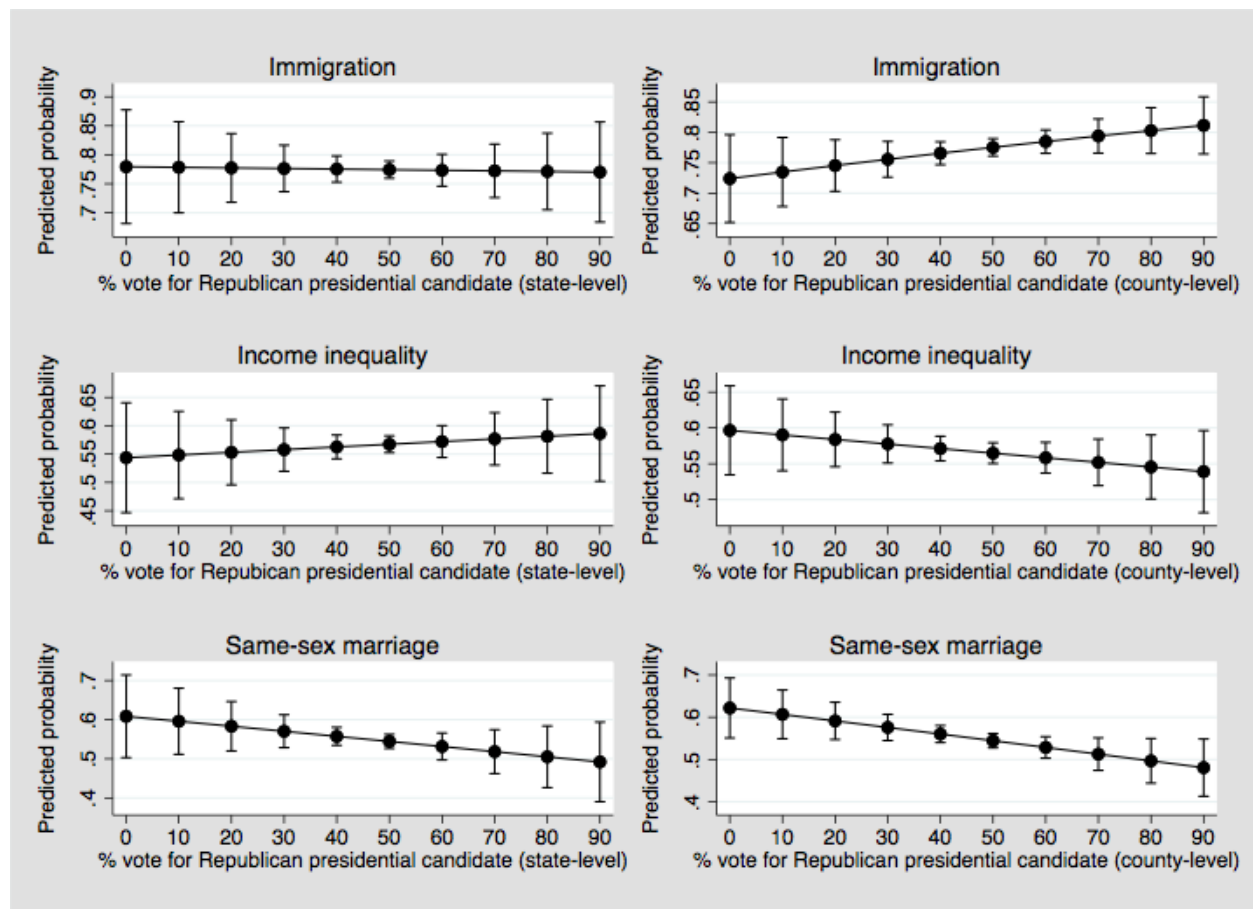 Immigration
Predicted probability
.9
.85
.8
.75
.7
0 10 20 30 40 50 60 70 80 90
% vote for Republican presidential candidate (state-level)
Immigration
Predicted probability
.85
.8
.75
.7
.65
0 10 20 30 40 50 60 70 80 90
% vote for Republican presidential candidate (county-level)
Income inequality
Predicted probability
.65
.6
.55
.5
.45
0 10 20 30 40 50 60 70 80 90
% vote for Repubican presidential candidate (state-level)
Income inequality
Predicted probability
.65
.6
.55
.5
0 10 20 30 40 50 60 70 80 90
% vote for Republican presidential candidate (county-level)
Same-sex marriage
Predicted probability
.7
.6
.5
.4
0 10 20 30 40 50 60 70 80 90
% vote for Republican presidential candidate (state-level)
Same-sex marriage
Predicted probability
.7
.6
.5
.4
0 10 20 30 40 50 60 70 80 90
% vote for Republican presidential candidate (county-level)